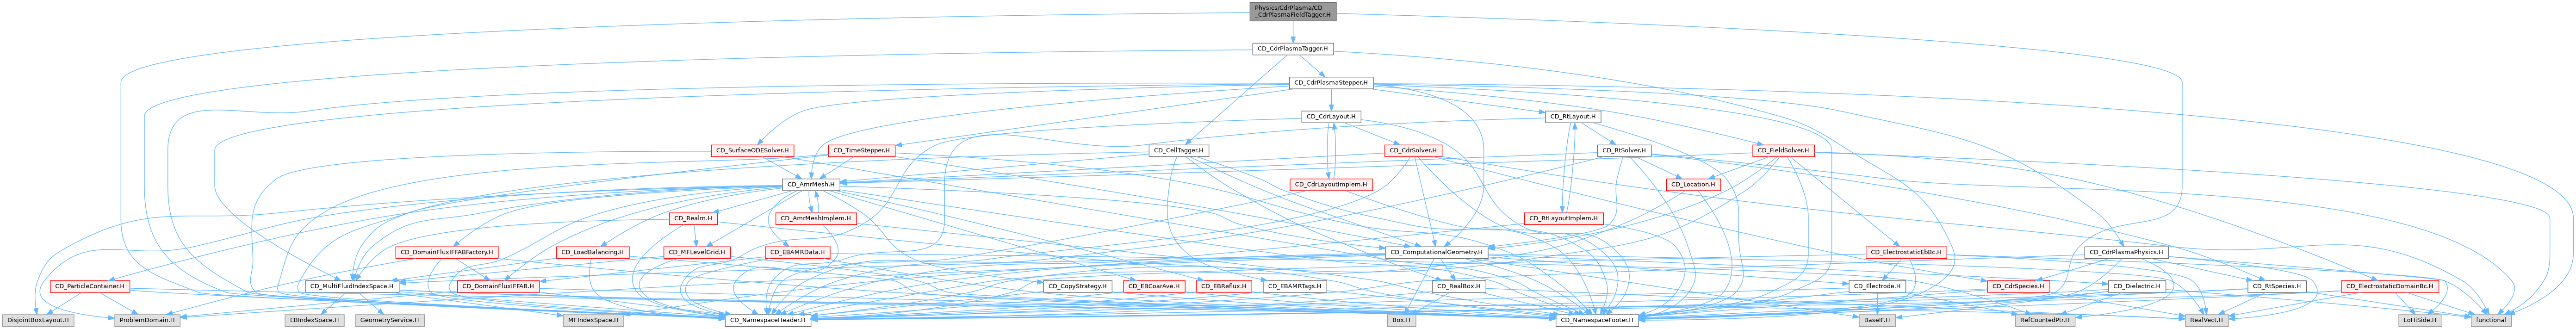 Physics/CdrPlasma/CD
_CdrPlasmaFieldTagger.H
CD_CdrPlasmaTagger.H
CD_CdrPlasmaStepper.H
CD_CdrLayout.H
CD_RtLayout.H
CD_SurfaceODESolver.H
CD_TimeStepper.H
CD_CellTagger.H
CD_CdrSolver.H
CD_RtSolver.H
CD_FieldSolver.H
CD_AmrMesh.H
CD_CdrLayoutImplem.H
CD_Location.H
CD_Realm.H
CD_AmrMeshImplem.H
CD_RtLayoutImplem.H
CD_DomainFluxIFFABFactory.H
CD_LoadBalancing.H
CD_MFLevelGrid.H
CD_EBAMRData.H
CD_ComputationalGeometry.H
CD_ElectrostaticEbBc.H
CD_CdrPlasmaPhysics.H
CD_ParticleContainer.H
CD_MultiFluidIndexSpace.H
CD_DomainFluxIFFAB.H
CD_CopyStrategy.H
CD_EBCoarAve.H
CD_EBReflux.H
CD_EBAMRTags.H
CD_RealBox.H
CD_Electrode.H
CD_CdrSpecies.H
CD_Dielectric.H
CD_RtSpecies.H
CD_ElectrostaticDomainBc.H
DisjointBoxLayout.H
ProblemDomain.H
EBIndexSpace.H
GeometryService.H
MFIndexSpace.H
CD_NamespaceHeader.H
Box.H
CD_NamespaceFooter.H
BaseIF.H
RefCountedPtr.H
RealVect.H
LoHiSide.H
functional